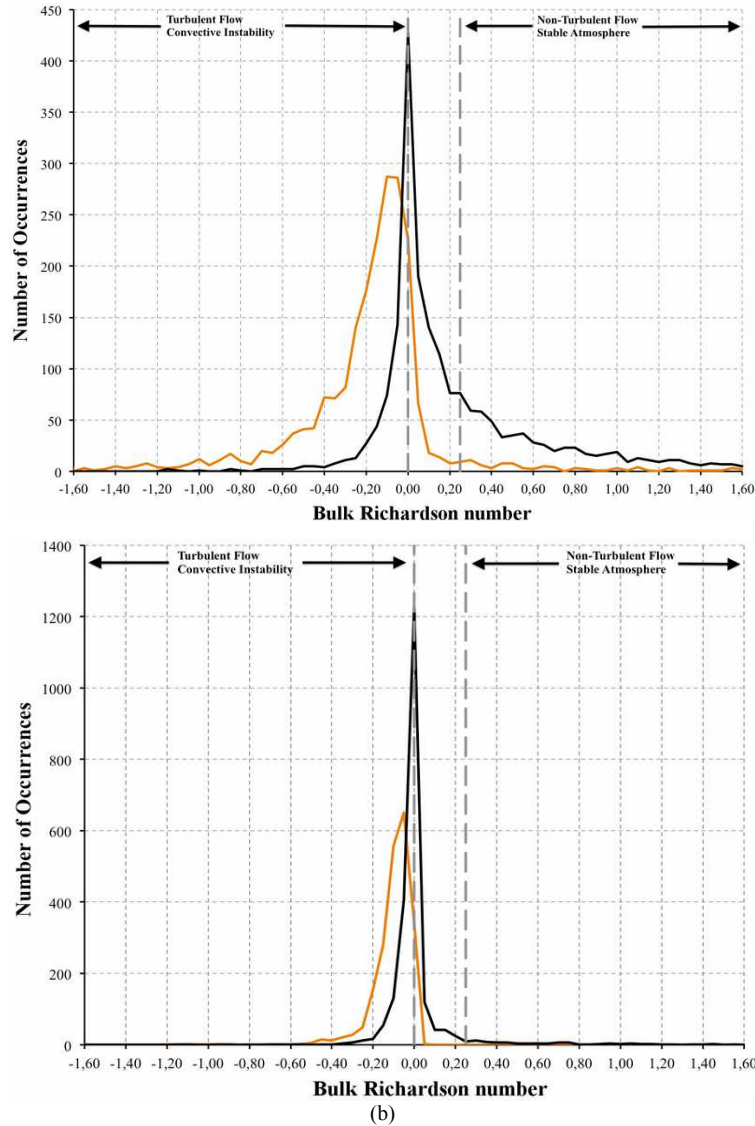 Turbulent Flow
Convective Instability
Non-Turbulent Flow
Stable Atmosphere
450
400
350
300
250
200
150
100
50
0
Number of Occurrences
-1,60 -1,40 -1,20 -1,00 -0,80 -0,60 -0,40 -0,20 0,00 0,20 0,40 0,60 0,80 1,00 1,20 1,40 1,60
Bulk Richardson number
Turbulent Flow
Convective Instability
Non-Turbulent Flow
Stable Atmosphere
1400
1200
1000
800
600
400
200
0
Number of Occurrences
-1,60 -1,40 -1,20 -1,00 -0,80 -0,60 -0,40 -0,20 0,00 0,20 0,40 0,60 0,80 1,00 1,20 1,40 1,60
Bulk Richardson number
(b)